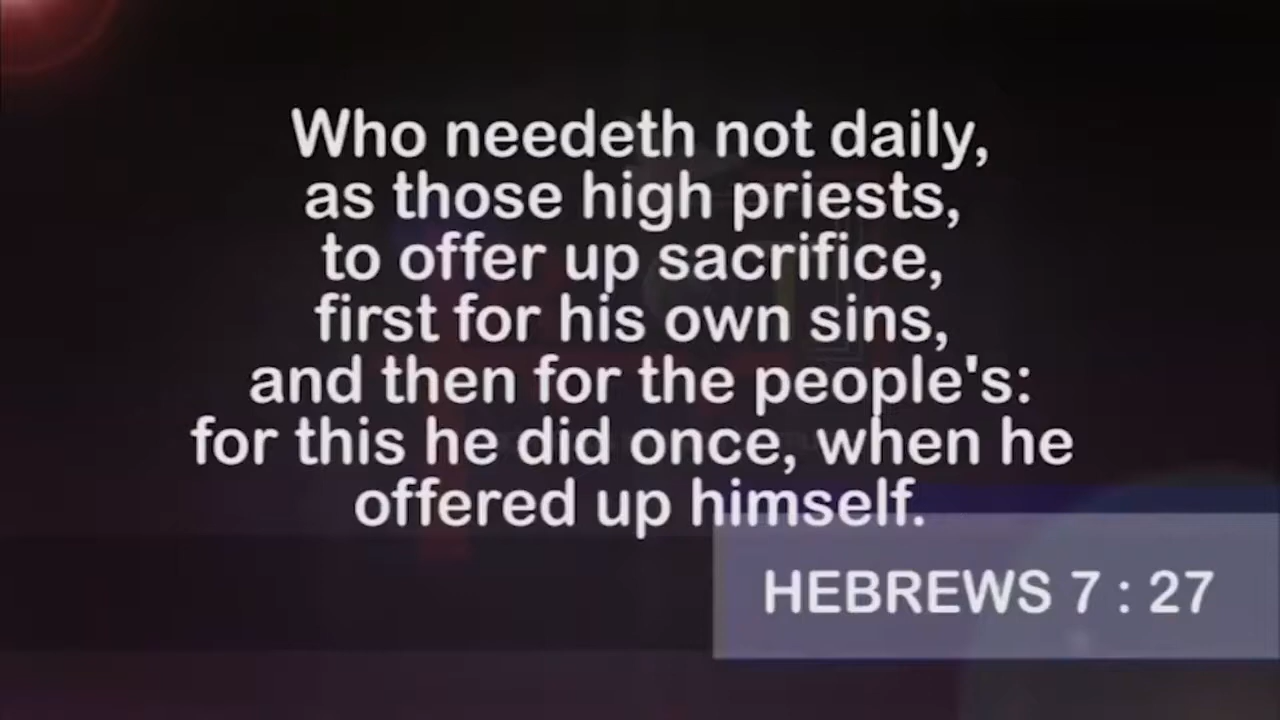 Who needeth not daily,
as those high priests,
to offer up sacrifice,
first for his own sins,
and then for the people's:
for this he did once, when he
offered up himself.
HEBREWS 7 : 27